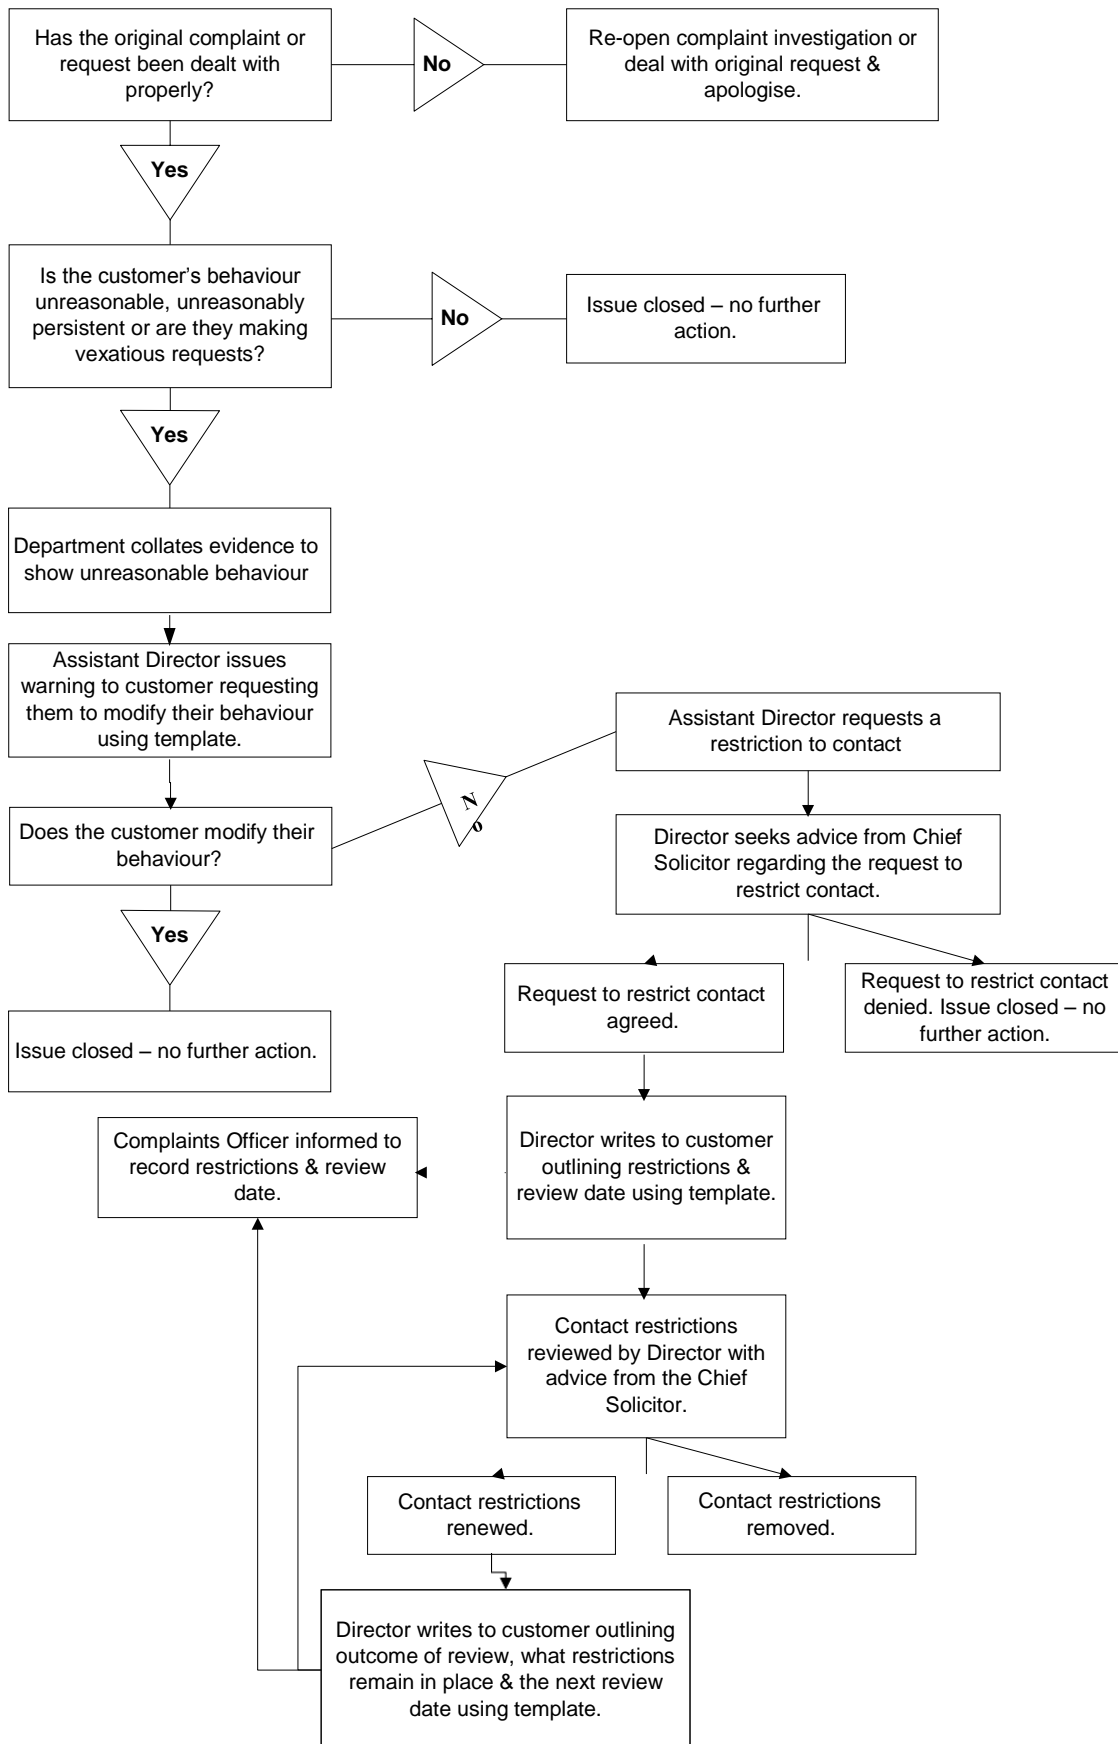 Has the original complaint or
request been dealt with
properly?
No
Re-open complaint investigation or
deal with original request &
apologise.
Yes
Is the customer’s behaviour
unreasonable, unreasonably
persistent or are they making
vexatious requests?
No
Issue closed – no further
action.
Yes
Department collates evidence to
show unreasonable behaviour
Assistant Director issues
warning to customer requesting
them to modify their behaviour
using template.
Does the customer modify their
behaviour?
No
Assistant Director requests a
restriction to contact
Director seeks advice from Chief
Solicitor regarding the request to
restrict contact.
Yes
Issue closed – no further action.
Request to restrict contact
agreed.
Request to restrict contact
denied. Issue closed – no
further action.
Director writes to customer
outlining restrictions &
review date using template.
Complaints Officer informed to
record restrictions & review
date.
Contact restrictions
reviewed by Director with
advice from the Chief
Solicitor.
Contact restrictions
renewed.
Contact restrictions
removed.
Director writes to customer outlining
outcome of review, what restrictions
remain in place & the next review
date using template.